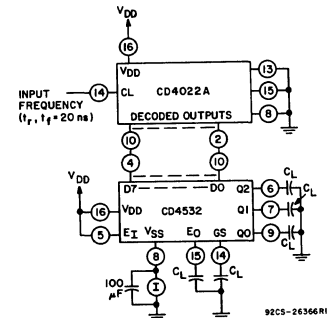 VDD
16
VDD
CD4022A
13
INPUT
FREQUENCY
(tr, tf = 20 ns)
14
CL
15
DECODED OUTPUTS
8
10
2
4
10
VDD
D7 D0
Q2
6
CL
CL
16
VDD
CD4532
Q1
7
5
EI
VSS
EO
GS
Q0
9
CL
8
15
14
100
μF
I
CL
CL
92CS-26366R1